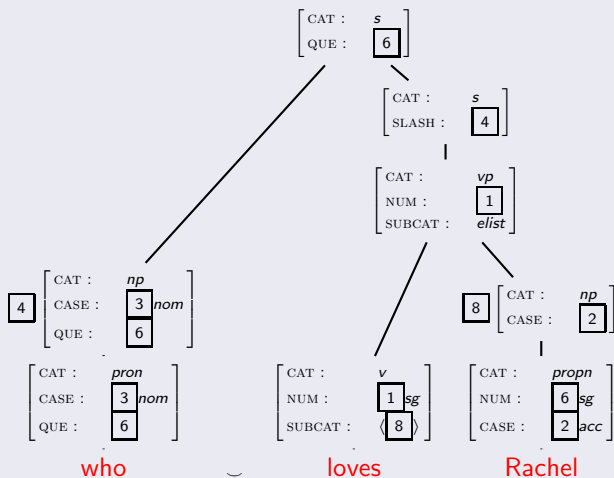 CAT : s
QUE : 6
CAT : s
SLASH : 4
CAT : vp
NUM : 1
SUBCAT : elist
4 CAT : np
CASE : 3 nom
QUE : 6
8 CAT : np
CASE : 2
CAT : pron
CASE : 3 nom
QUE : 6
CAT : v
NUM : 1 sg
SUBCAT : ⟨ 8 ⟩
CAT : propn
NUM : 6 sg
CASE : 2 acc
who ⌣ loves Rachel